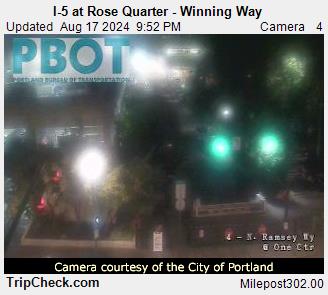 I-5 at Rose Quarter - Winning Way
Updated Aug 17 2024 9:52 PM Camera 4
PBOT
PORTLAND BUREAU OF TRANSPORTATION
4 - N. Ramsey Wy
@ One Ctr
Camera courtesy of the City of Portland
TripCheck.com Milepost302.00